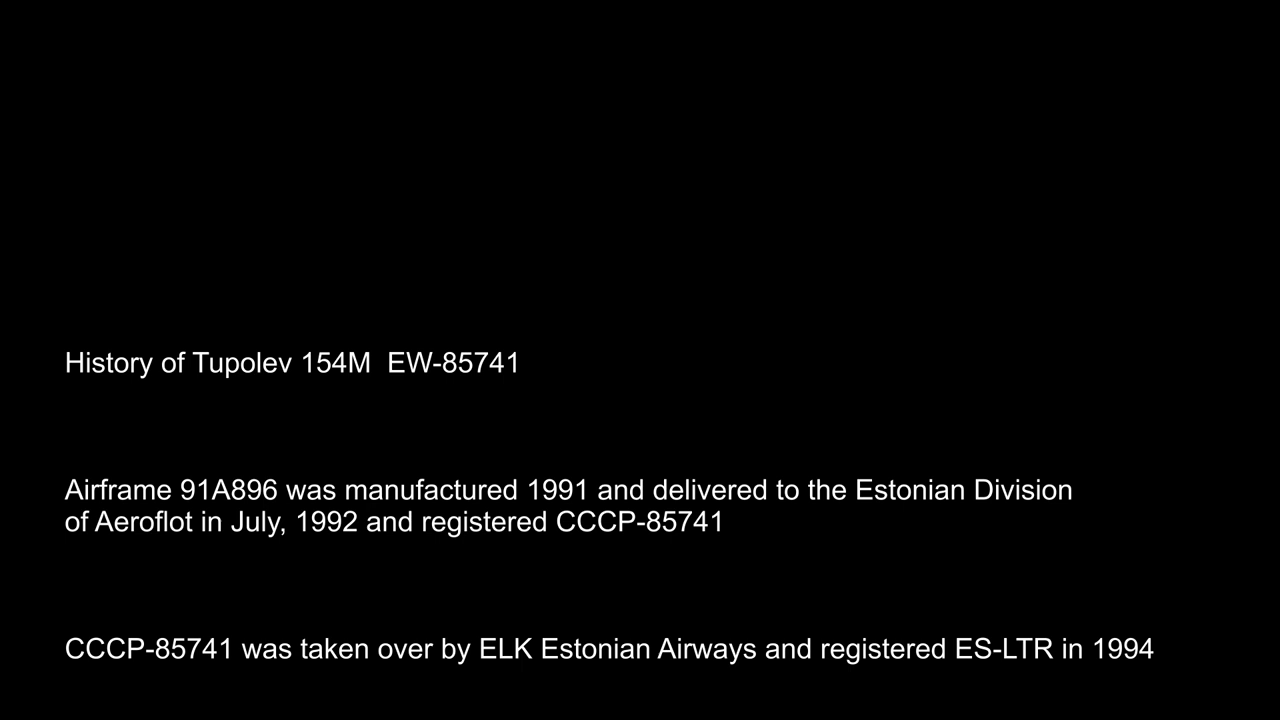 History of Tupolev 154M  EW-85741
Airframe 91A896 was manufactured 1991 and delivered to the Estonian Division
of Aeroflot in July, 1992 and registered CCCP-85741
CCCP-85741 was taken over by ELK Estonian Airways and registered ES-LTR in 1994